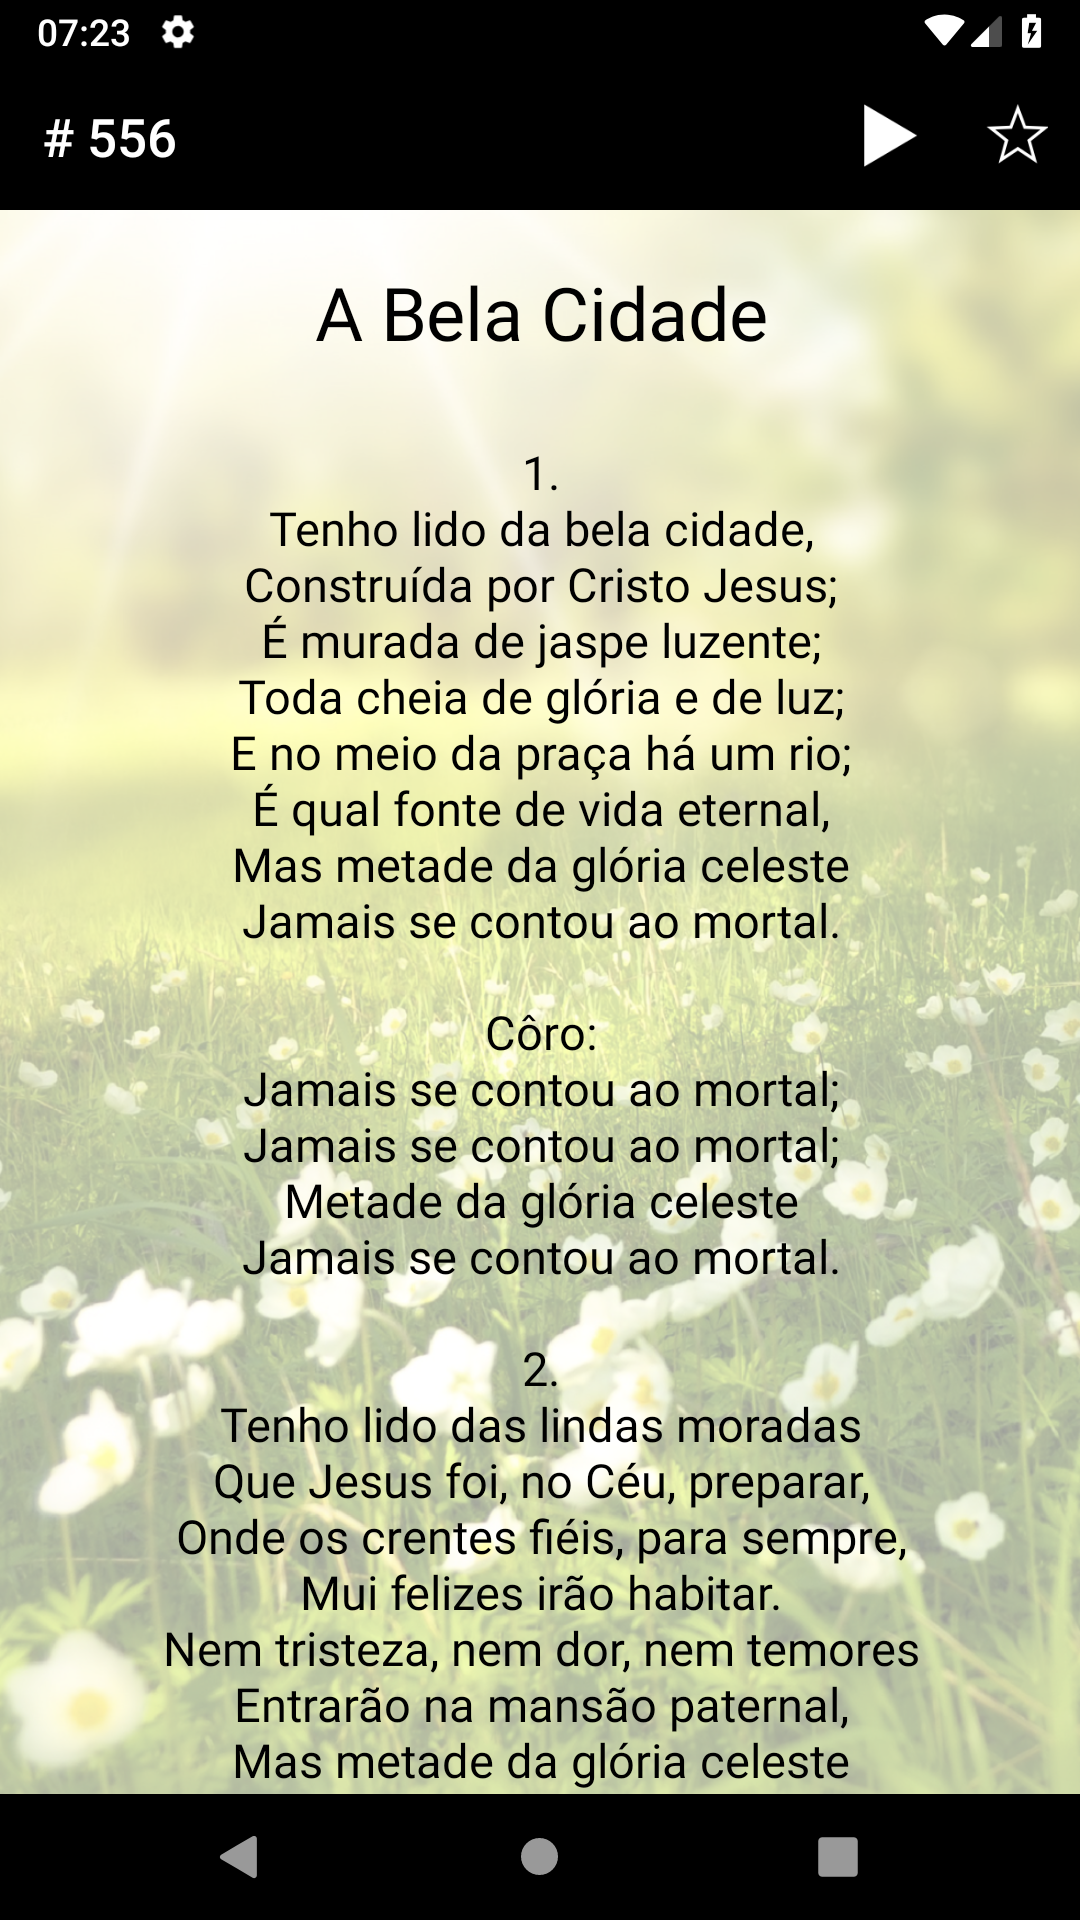 07:23
# 556
A Bela Cidade
1.
Tenho lido da bela cidade,
Construída por Cristo Jesus;
É murada de jaspe luzente;
Toda cheia de glória e de luz;
E no meio da praça há um rio;
É qual fonte de vida eternal,
Mas metade da glória celeste
Jamais se contou ao mortal.
Côro:
Jamais se contou ao mortal;
Jamais se contou ao mortal;
Metade da glória celeste
Jamais se contou ao mortal.
2.
Tenho lido das lindas moradas
Que Jesus foi, no Céu, preparar,
Onde os crentes fiéis, para sempre,
Mui felizes irão habitar.
Nem tristeza, nem dor, nem temores
Entrarão na mansão paternal,
Mas metade da glória celeste